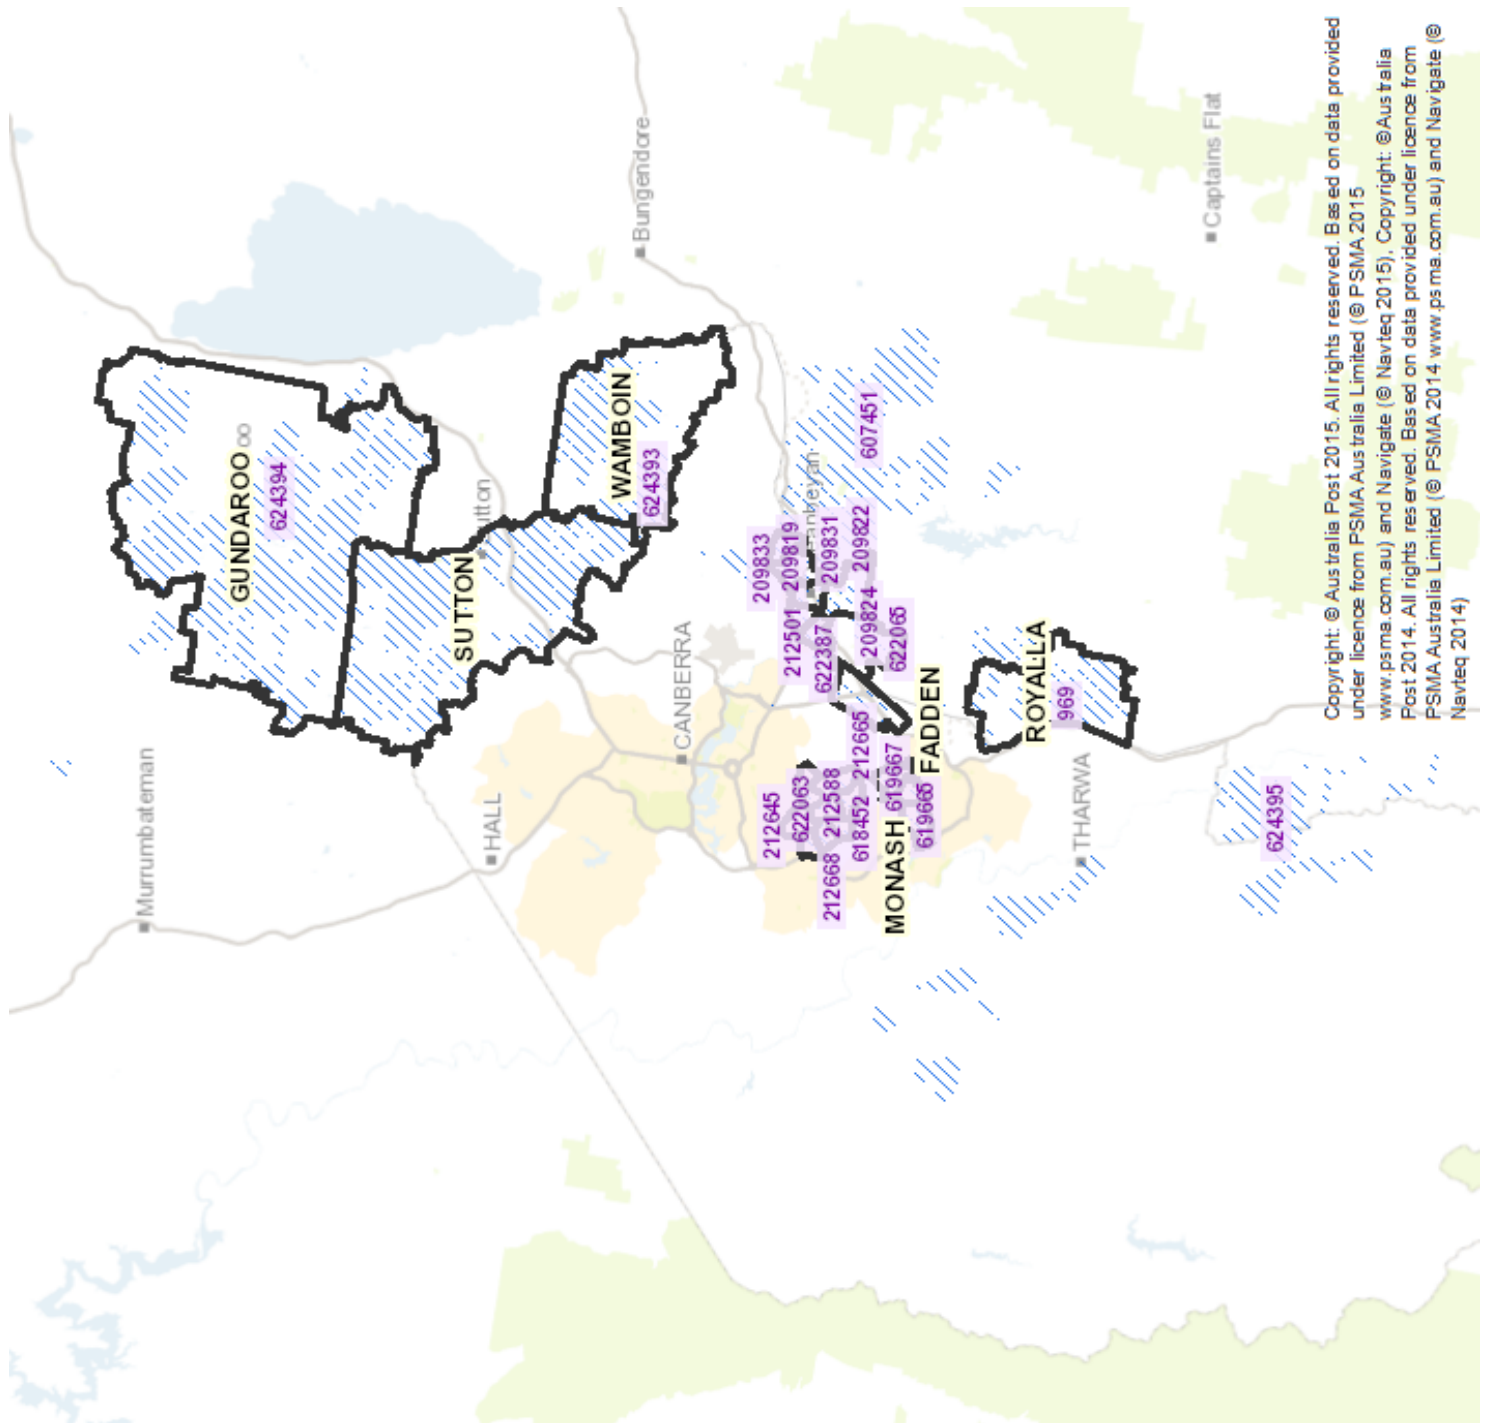 Murrumbateman
Bungendore
GUNDAROO
oo
624394
SUTTON
utton
WAMBOIN
624393
HALL
CANBERRA
607451
209833
209819
209831
209822
212501
622387
209824
622065
212645
622063
212588
212665
212668
618452
619667
MONASH
619665
FADDEN
ROYALLA
969
THARWA
624395
Captains Flat
Copyright: © Australia Post 2015. All rights reserved. Based on data provided
under licence from PSMA Australia Limited (© PSMA 2015
www.psma.com.au) and Navigate (© Navteq 2015), Copyright: © Australia
Post 2014. All rights reserved. Based on data provided under licence from
PSMA Australia Limited (© PSMA 2014 www.psma.com.au) and Navigate (©
Navteq 2014)